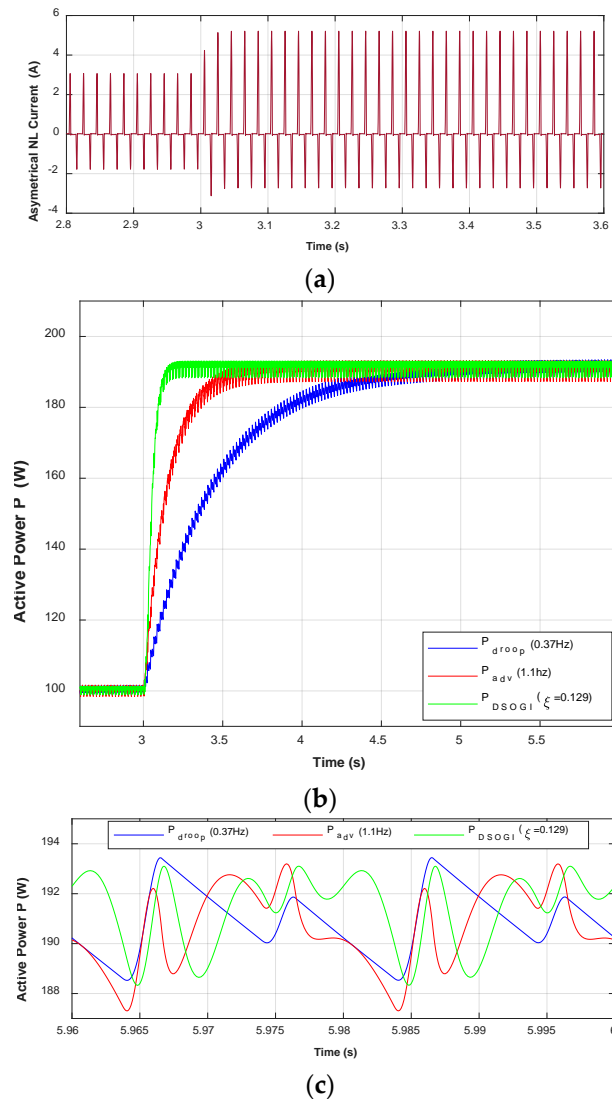 6
4
2
0
-2
-4
Asymetrical NL Current (A)
2.8 2.9 3 3.1 3.2 3.3 3.4 3.5 3.6
Time (s)
(a)
200
180
160
140
120
100
Active Power P (W)
P droop (0.37Hz)
P adv (1.1hz)
P DSOGI (ξ=0.129)
3 3.5 4 4.5 5 5.5
Time (s)
(b)
P droop (0.37Hz) P adv (1.1Hz) P DSOGI (ξ=0.129)
194
192
190
188
Active Power P (W)
5.96 5.965 5.97 5.975 5.98 5.985 5.99 5.995 6
Time (s)
(c)